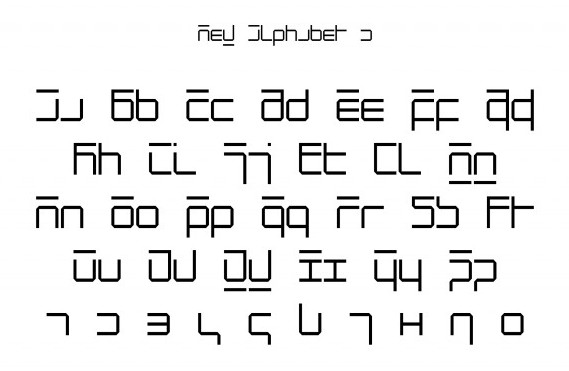 New Alphabet 2
Aa Bb Cc Dd Ee Ff Gg
Hh Ii Jj Kk Ll Mm
Nn Oo Pp Qq Rr Ss Tt
Uu Vv Ww Xx Yy Zz
1 2 3 4 5 6 7 8 9 0